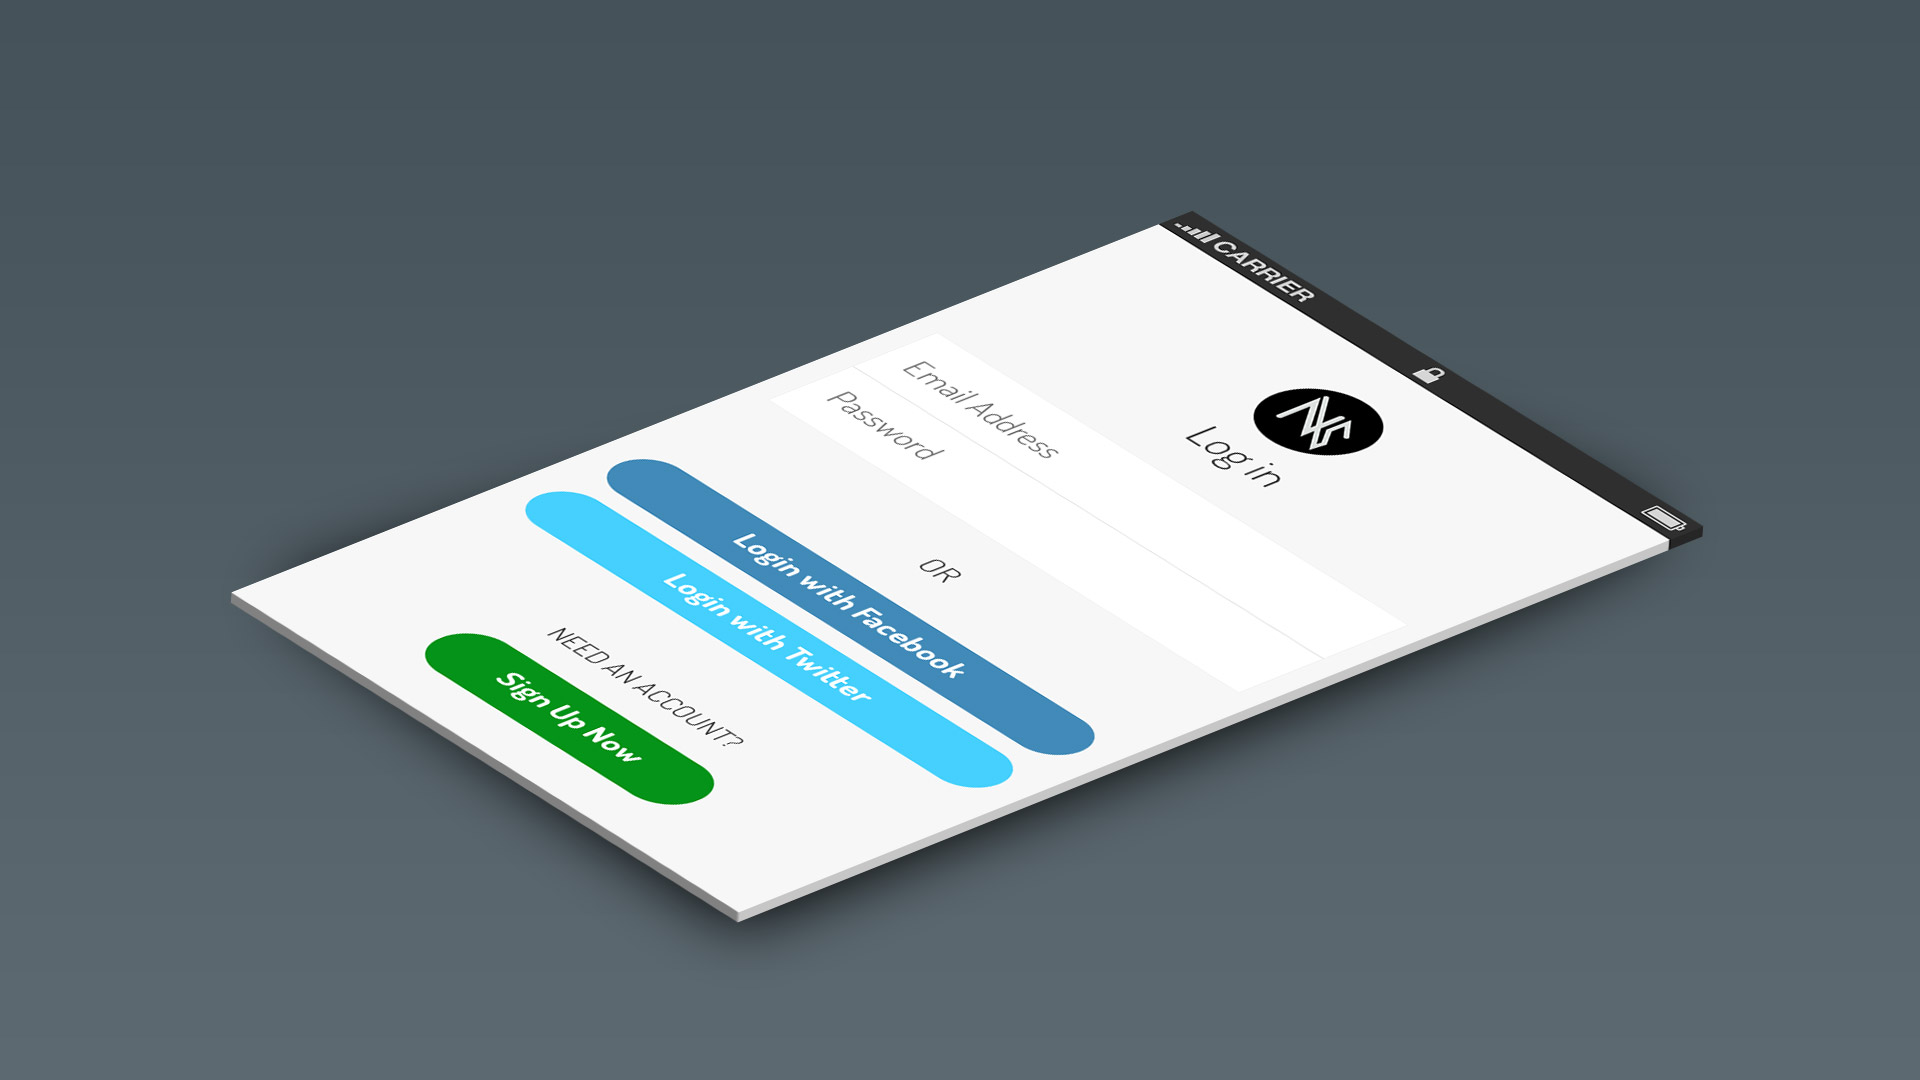 CARRIER
Log in
Email Address
Password
OR
Login with Facebook
Login with Twitter
NEED AN ACCOUNT?
Sign Up Now